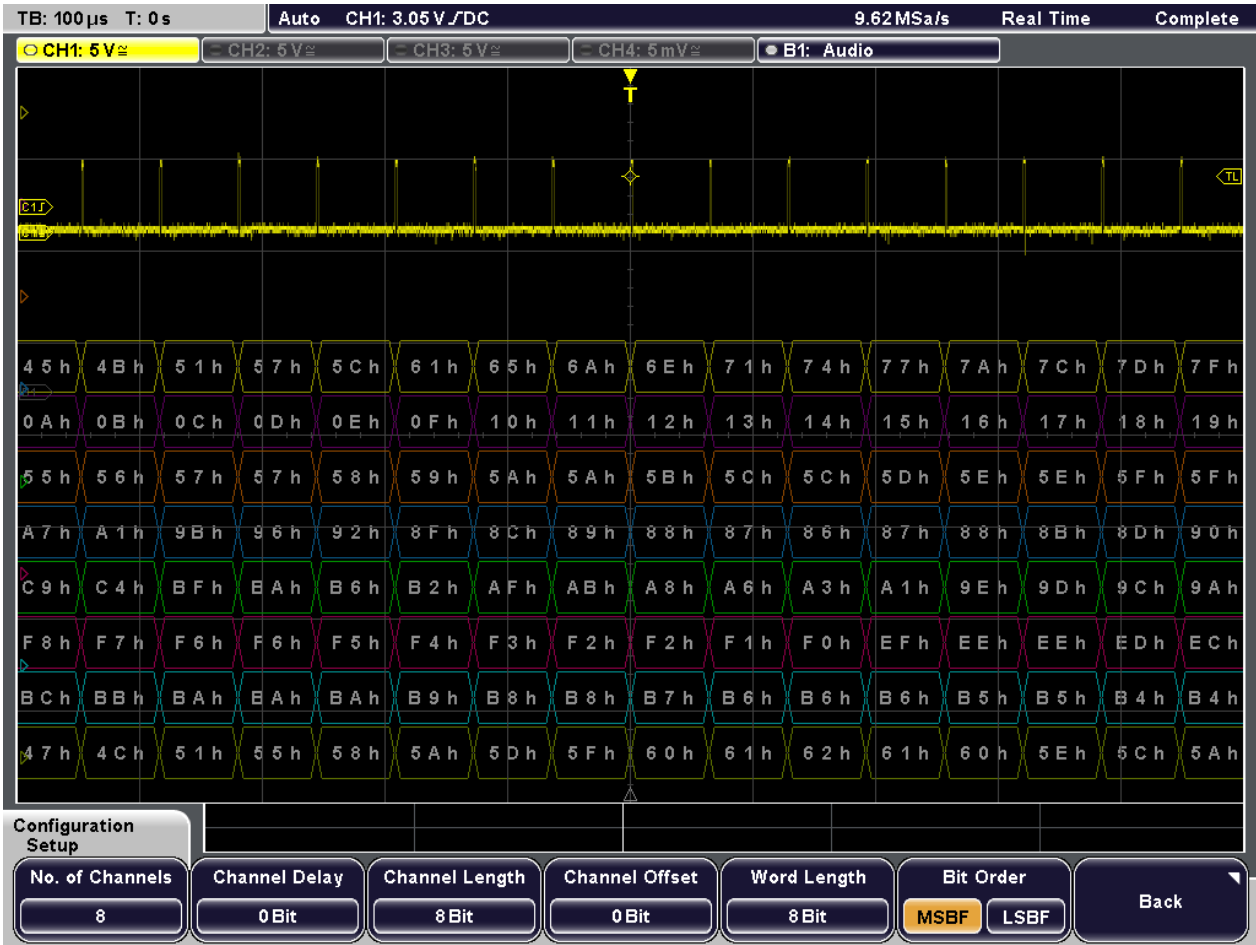 TB: 100 µs T: 0 s Auto CH1: 3.05 V / DC 9.62 MSa/s Real Time Complete
CH1: 5 V≅ CH2: 5 V≅ CH3: 5 V≅ CH4: 5 mV≅ B1: Audio
T
TL
C1
45h 4Bh 51h 57h 5Ch 61h 65h 6Ah 6Eh 71h 74h 77h 7Ah 7Ch 7Dh 7Fh
0Ah 0Bh 0Ch 0Dh 0Eh 0Fh 10h 11h 12h 13h 14h 15h 16h 17h 18h 19h
55h 56h 57h 57h 58h 59h 5Ah 5Ah 5Bh 5Ch 5Ch 5Dh 5Eh 5Eh 5Fh 5Fh
A7h A1h 9Bh 96h 92h 8Fh 8Ch 89h 88h 87h 86h 87h 88h 8Bh 8Dh 90h
C9h C4h BFh BAh B6h B2h AFh ABh A8h A6h A3h A1h 9Eh 9Dh 9Ch 9Ah
F8h F7h F6h F6h F5h F4h F3h F2h F2h F1h F0h EFh EEh EEh EDh ECh
BCh BBh BAh BAh BAh B9h B8h B8h B7h B6h B6h B6h B5h B5h B4h B4h
47h 4Ch 51h 55h 58h 5Ah 5Dh 5Fh 60h 61h 62h 61h 60h 5Eh 5Ch 5Ah
Configuration
Setup
No. of Channels Channel Delay Channel Length Channel Offset Word Length Bit Order Back
8 0 Bit 8 Bit 0 Bit 8 Bit MSBF LSBF